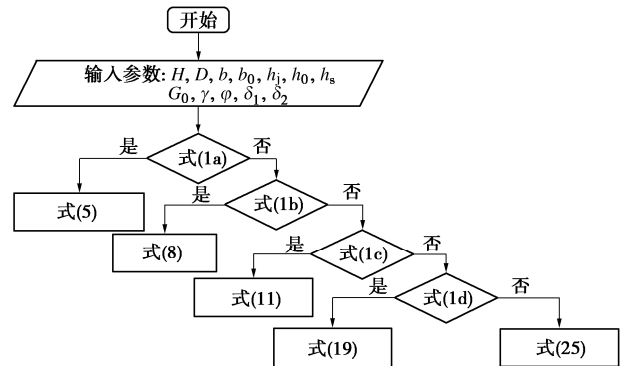 开始
输入参数: H, D, b, b₀, hⱼ, h₀, hₛ
G₀, γ, φ, δ₁, δ₂
是
式(1a)
否
式(5)
是
式(1b)
否
式(8)
是
式(1c)
否
式(11)
是
式(1d)
否
式(19)
式(25)